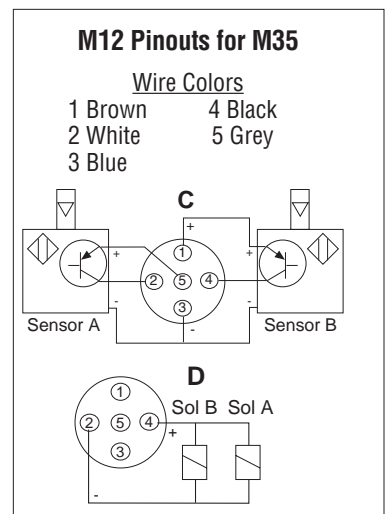 M12 Pinouts for M35
Wire Colors
1 Brown 4 Black
2 White 5 Grey
3 Blue
C
+
1
+ +
2 5 4
- -
3
-
Sensor A Sensor B
D
1
Sol B Sol A
2 5 4
+
3
-